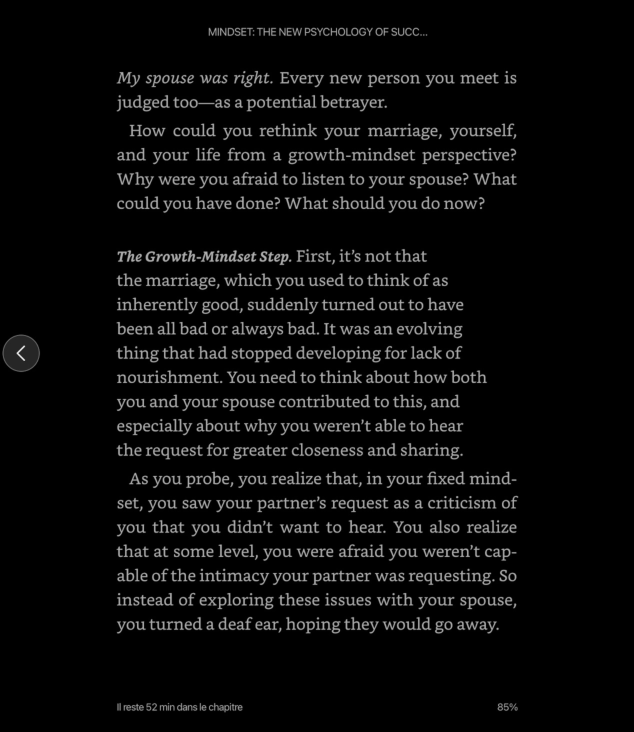 MINDSET: THE NEW PSYCHOLOGY OF SUCC...
My spouse was right. Every new person you meet is
judged too—as a potential betrayer.
How could you rethink your marriage, yourself,
and your life from a growth-mindset perspective?
Why were you afraid to listen to your spouse? What
could you have done? What should you do now?
The Growth-Mindset Step. First, it’s not that
the marriage, which you used to think of as
inherently good, suddenly turned out to have
been all bad or always bad. It was an evolving
thing that had stopped developing for lack of
nourishment. You need to think about how both
you and your spouse contributed to this, and
especially about why you weren’t able to hear
the request for greater closeness and sharing.
As you probe, you realize that, in your fixed mind-
set, you saw your partner’s request as a criticism of
you that you didn’t want to hear. You also realize
that at some level, you were afraid you weren’t cap-
able of the intimacy your partner was requesting. So
instead of exploring these issues with your spouse,
you turned a deaf ear, hoping they would go away.
Il reste 52 min dans le chapitre 85%